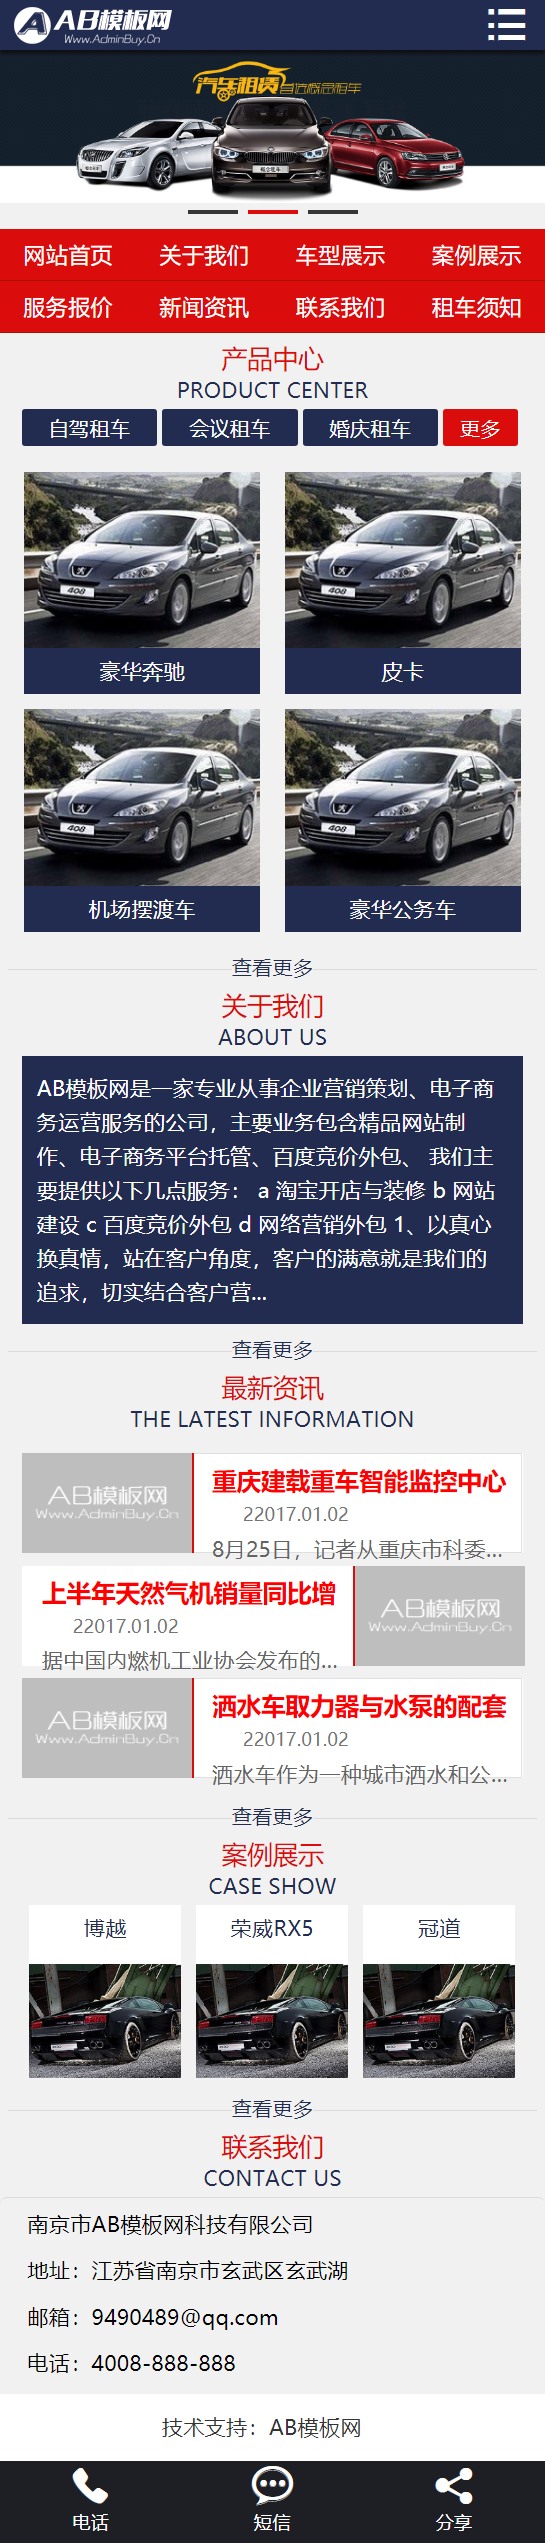 AB模板网
Www.AdminBuy.Cn
汽车租赁 首选概念租车
网站首页 关于我们 车型展示 案例展示
服务报价 新闻资讯 联系我们 租车须知
产品中心
PRODUCT CENTER
自驾租车 会议租车 婚庆租车 更多
408 408
豪华奔驰 皮卡
408 408
机场摆渡车 豪华公务车
查看更多
关于我们
ABOUT US
AB模板网是一家专业从事企业营销策划、电子商
务运营服务的公司，主要业务包含精品网站制
作、电子商务平台托管、百度竞价外包、 我们主
要提供以下几点服务： a 淘宝开店与装修 b 网站
建设 c 百度竞价外包 d 网络营销外包 1、以真心
换真情，站在客户角度，客户的满意就是我们的
追求，切实结合客户营...
查看更多
最新资讯
THE LATEST INFORMATION
AB模板网
Www.AdminBuy.Cn
重庆建载重车智能监控中心
22017.01.02
8月25日，记者从重庆市科委...
上半年天然气机销量同比增
22017.01.02
据中国内燃机工业协会发布的...
AB模板网
Www.AdminBuy.Cn
AB模板网
Www.AdminBuy.Cn
洒水车取力器与水泵的配套
22017.01.02
洒水车作为一种城市洒水和公...
查看更多
案例展示
CASE SHOW
博越 荣威RX5 冠道
查看更多
联系我们
CONTACT US
南京市AB模板网科技有限公司
地址：江苏省南京市玄武区玄武湖
邮箱：9490489@qq.com
电话：4008-888-888
技术支持：AB模板网
电话 短信 分享